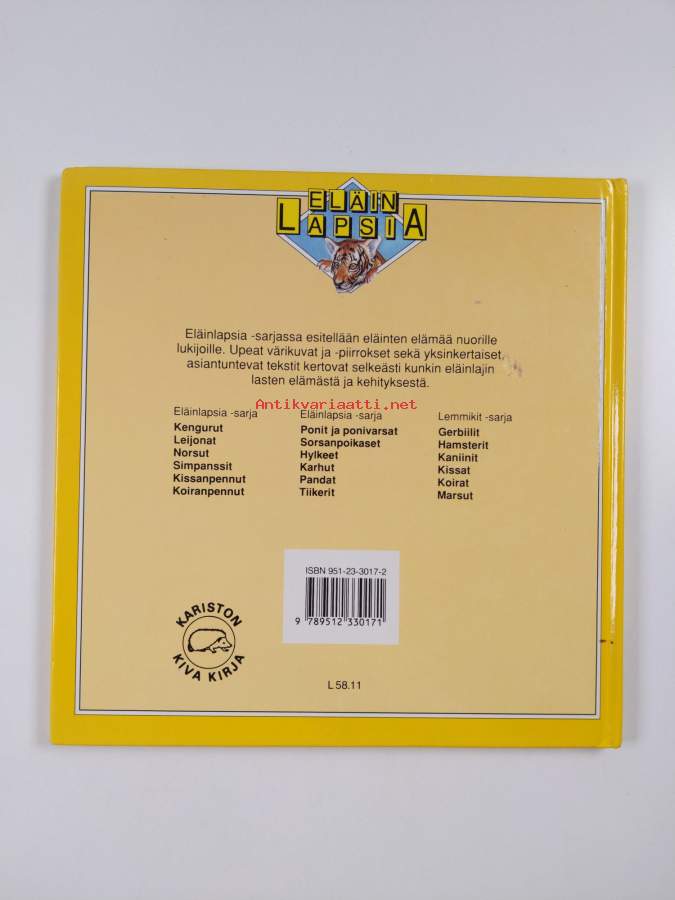 ELÄIN
LAPSIA
Eläinlapsia -sarjassa esitellään eläinten elämää nuorille
lukijoille. Upeat värikuvat ja -piirrokset sekä yksinkertaiset,
asiantuntevat tekstit kertovat selkeästi kunkin eläinlajin
lasten elämästä ja kehityksestä.
Antikvariaatti.net
Eläinlapsia -sarja
Kengurut
Leijonat
Norsut
Simpanssit
Kissanpennut
Koiranpennut
Eläinlapsia -sarja
Ponit ja ponivarsat
Sorsanpoikaset
Hylkeet
Karhut
Pandat
Tiikerit
Lemmikit -sarja
Gerbiilit
Hamsterit
Kaniinit
Kissat
Koirat
Marsut
ISBN 951-23-3017-2
9 789512 330171
KARISTON
KIVA KIRJA
L 58.11